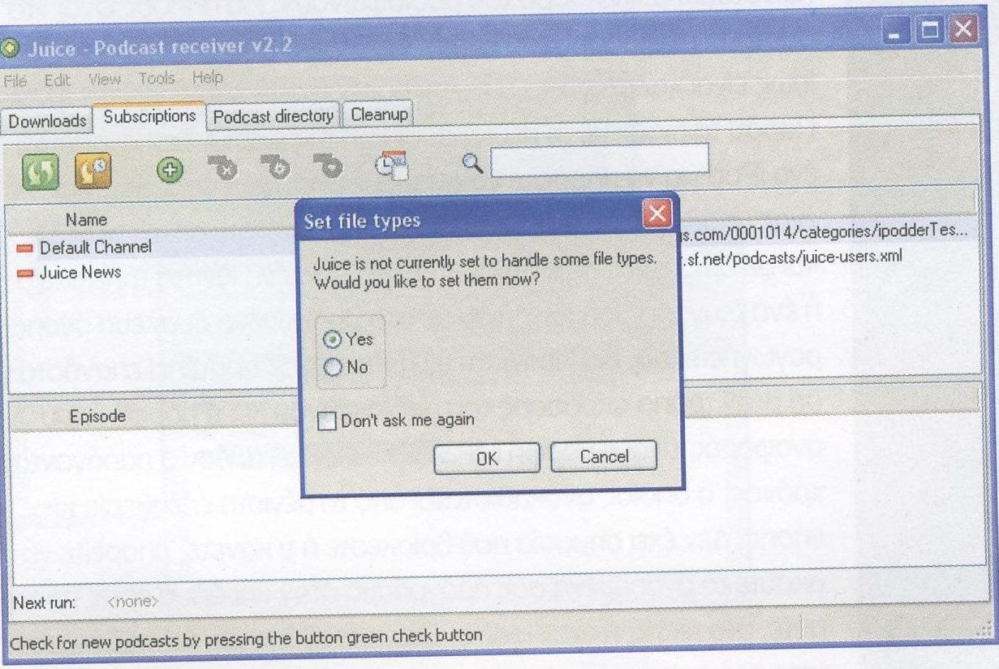 Juice - Podcast receiver v2.2
File Edit View Tools Help
Downloads Subscriptions Podcast directory Cleanup
Name
Default Channel
s.com/0001014/categories/ipodderTes...
Juice News
.sf.net/podcasts/juice-users.xml
Set file types
Juice is not currently set to handle some file types.
Would you like to set them now?
Yes
No
Don't ask me again
OK Cancel
Episode
Next run: <none>
Check for new podcasts by pressing the button green check button